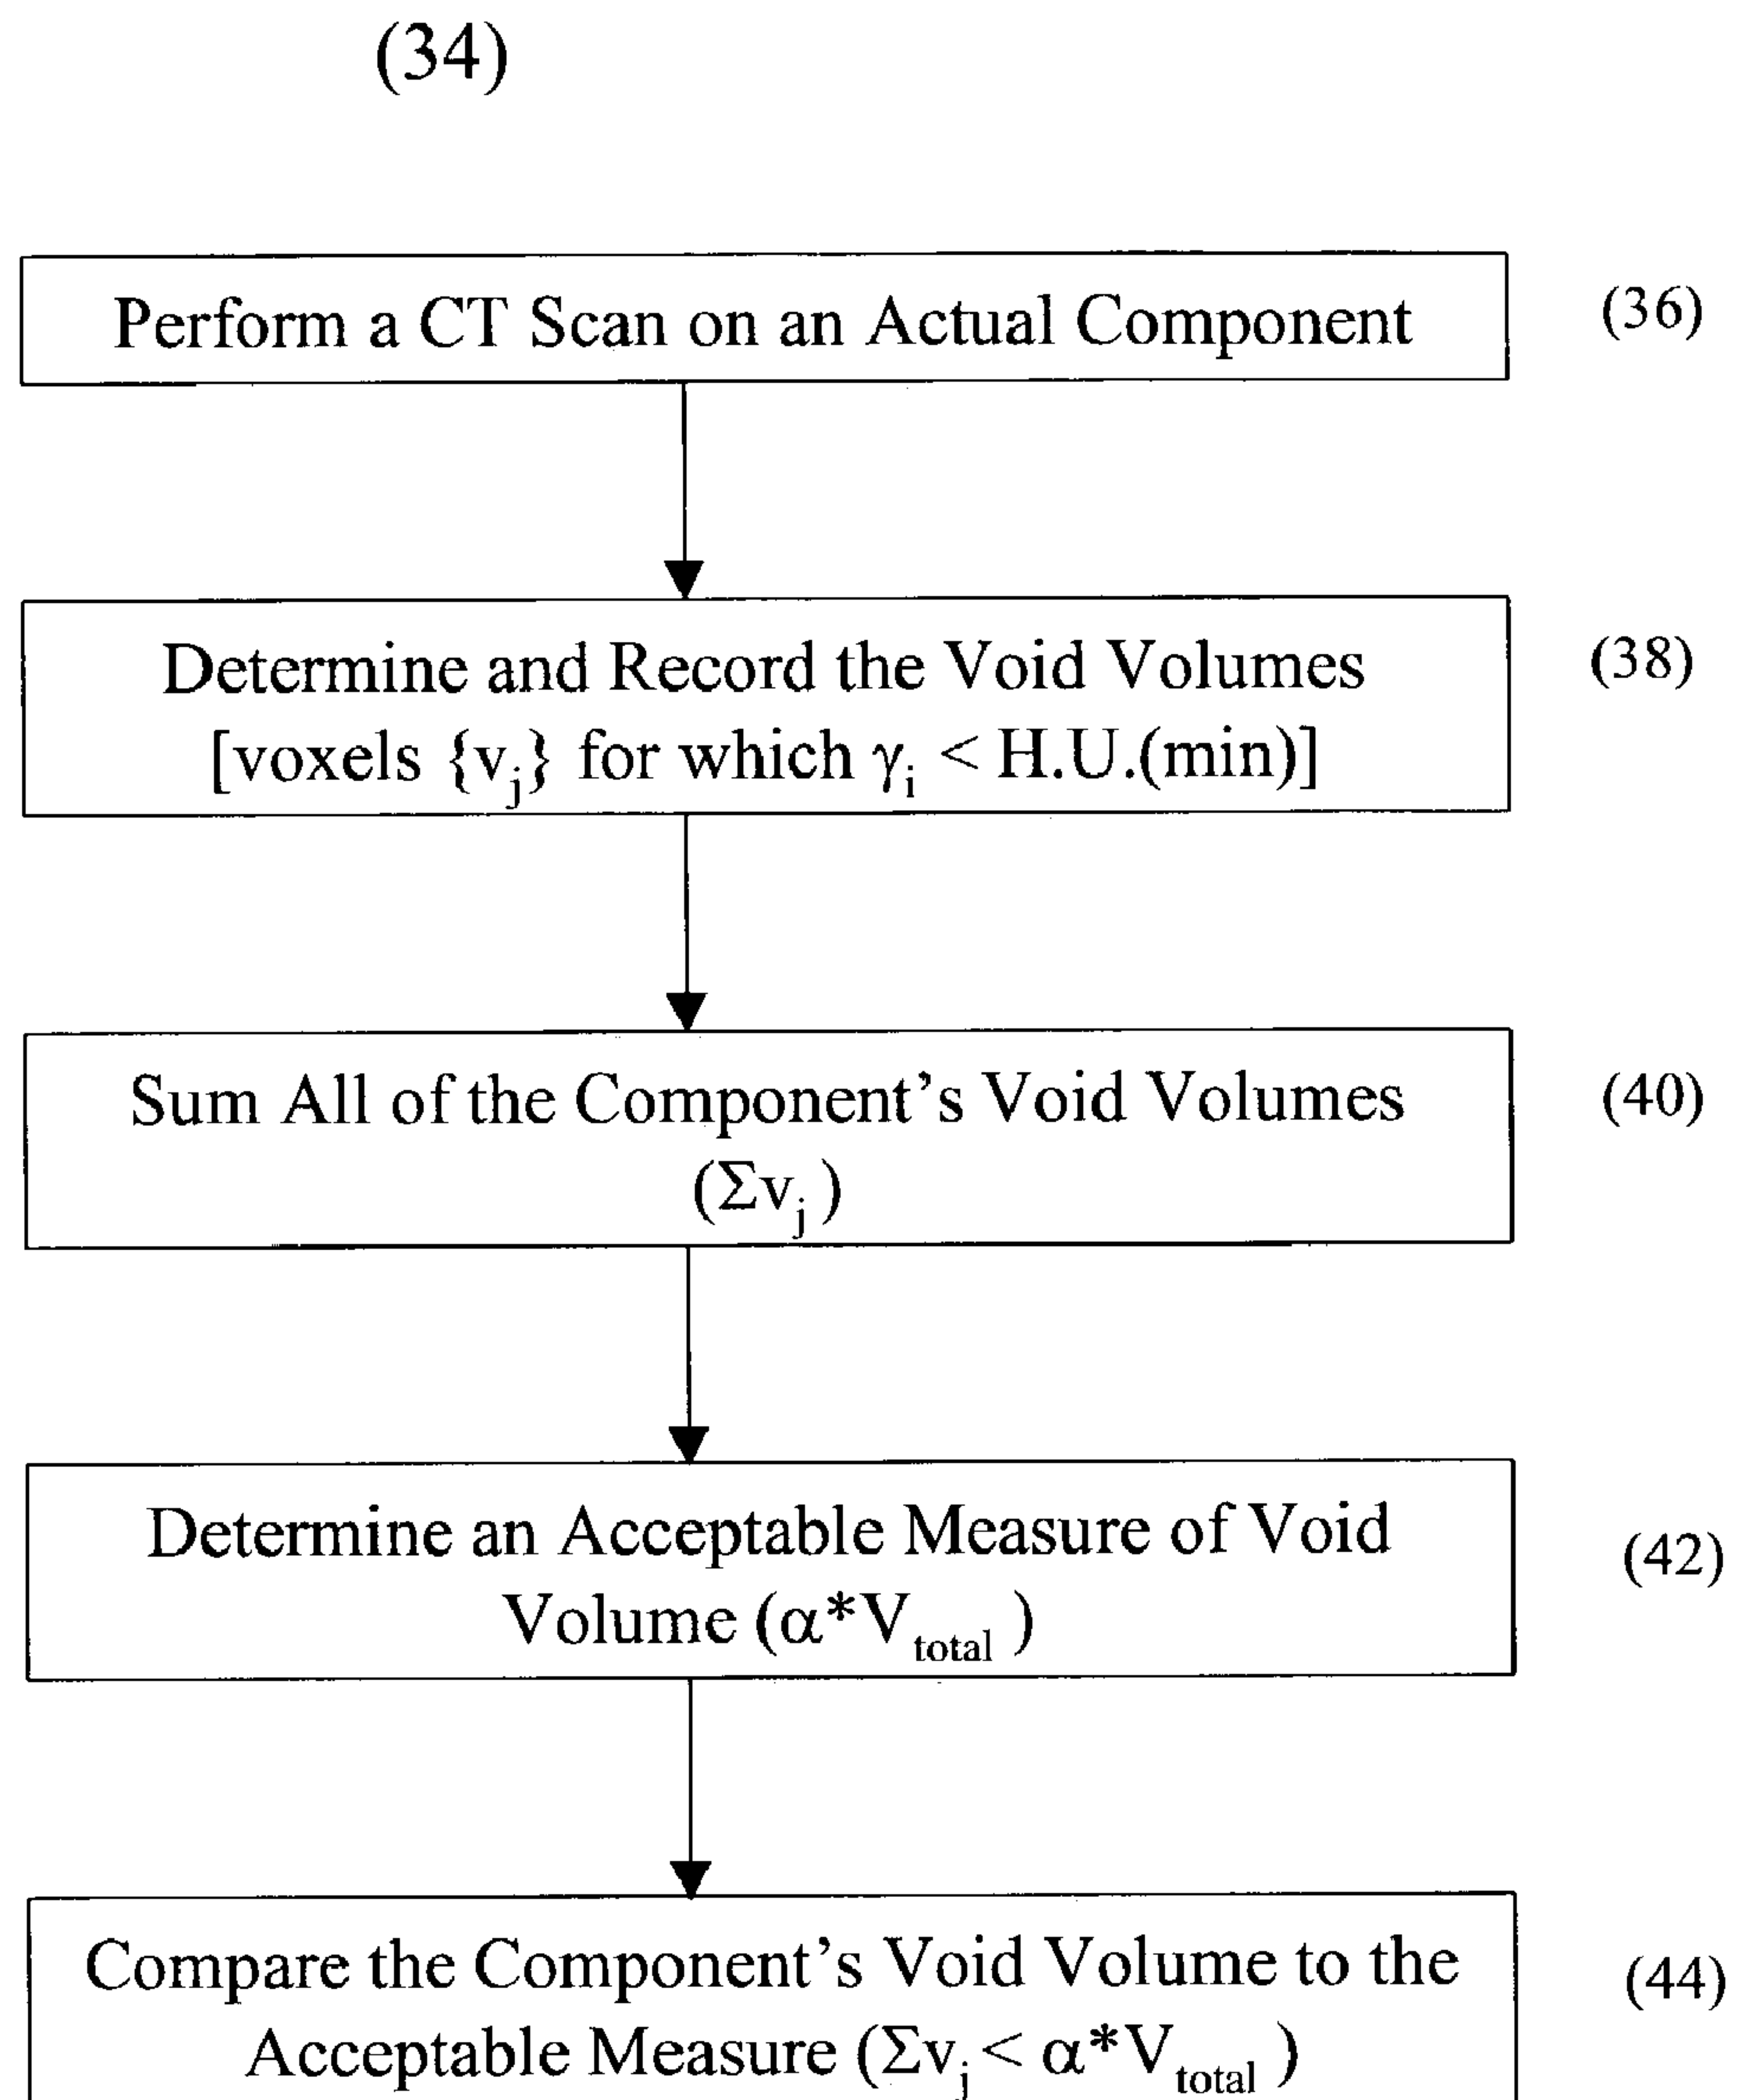 (34)
Perform a CT Scan on an Actual Component
(36)
Determine and Record the Void Volumes
[voxels {vⱼ} for which γᵢ < H.U.(min)]
(38)
Sum All of the Component’s Void Volumes
(Σvⱼ )
(40)
Determine an Acceptable Measure of Void
Volume (α*V_total )
(42)
Compare the Component’s Void Volume to the
Acceptable Measure (Σvⱼ < α*V_total )
(44)